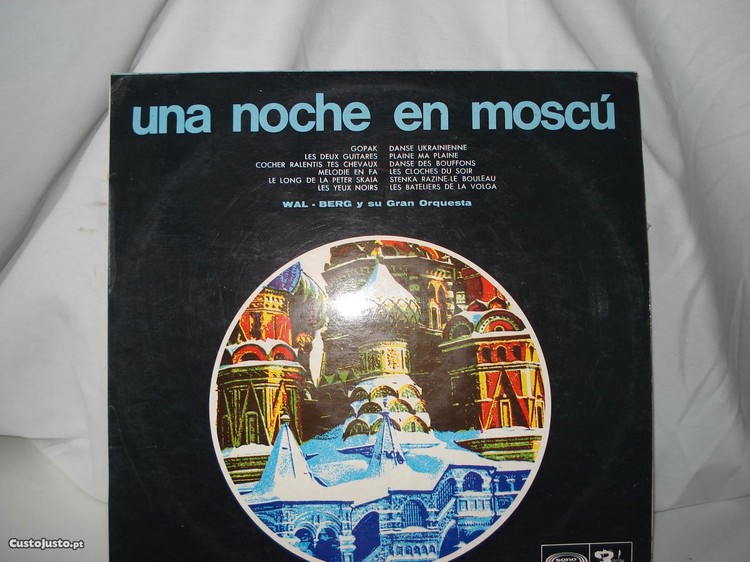 una noche en moscú
GOPAK
LES DEUX GUITARES
COCHER RALENTIS TES CHEVAUX
MELODIE EN FA
LE LONG DE LA PETER SKAIA
LES YEUX NOIRS
DANSE UKRAINIENNE
PLAINE MA PLAINE
DANSE DES BOUFFONS
LES CLOCHES DU SOIR
STENKA RAZINE-LE BOULEAU
LES BATELIERS DE LA VOLGA
WAL - BERG y su Gran Orquesta
sono
CustoJusto.pt